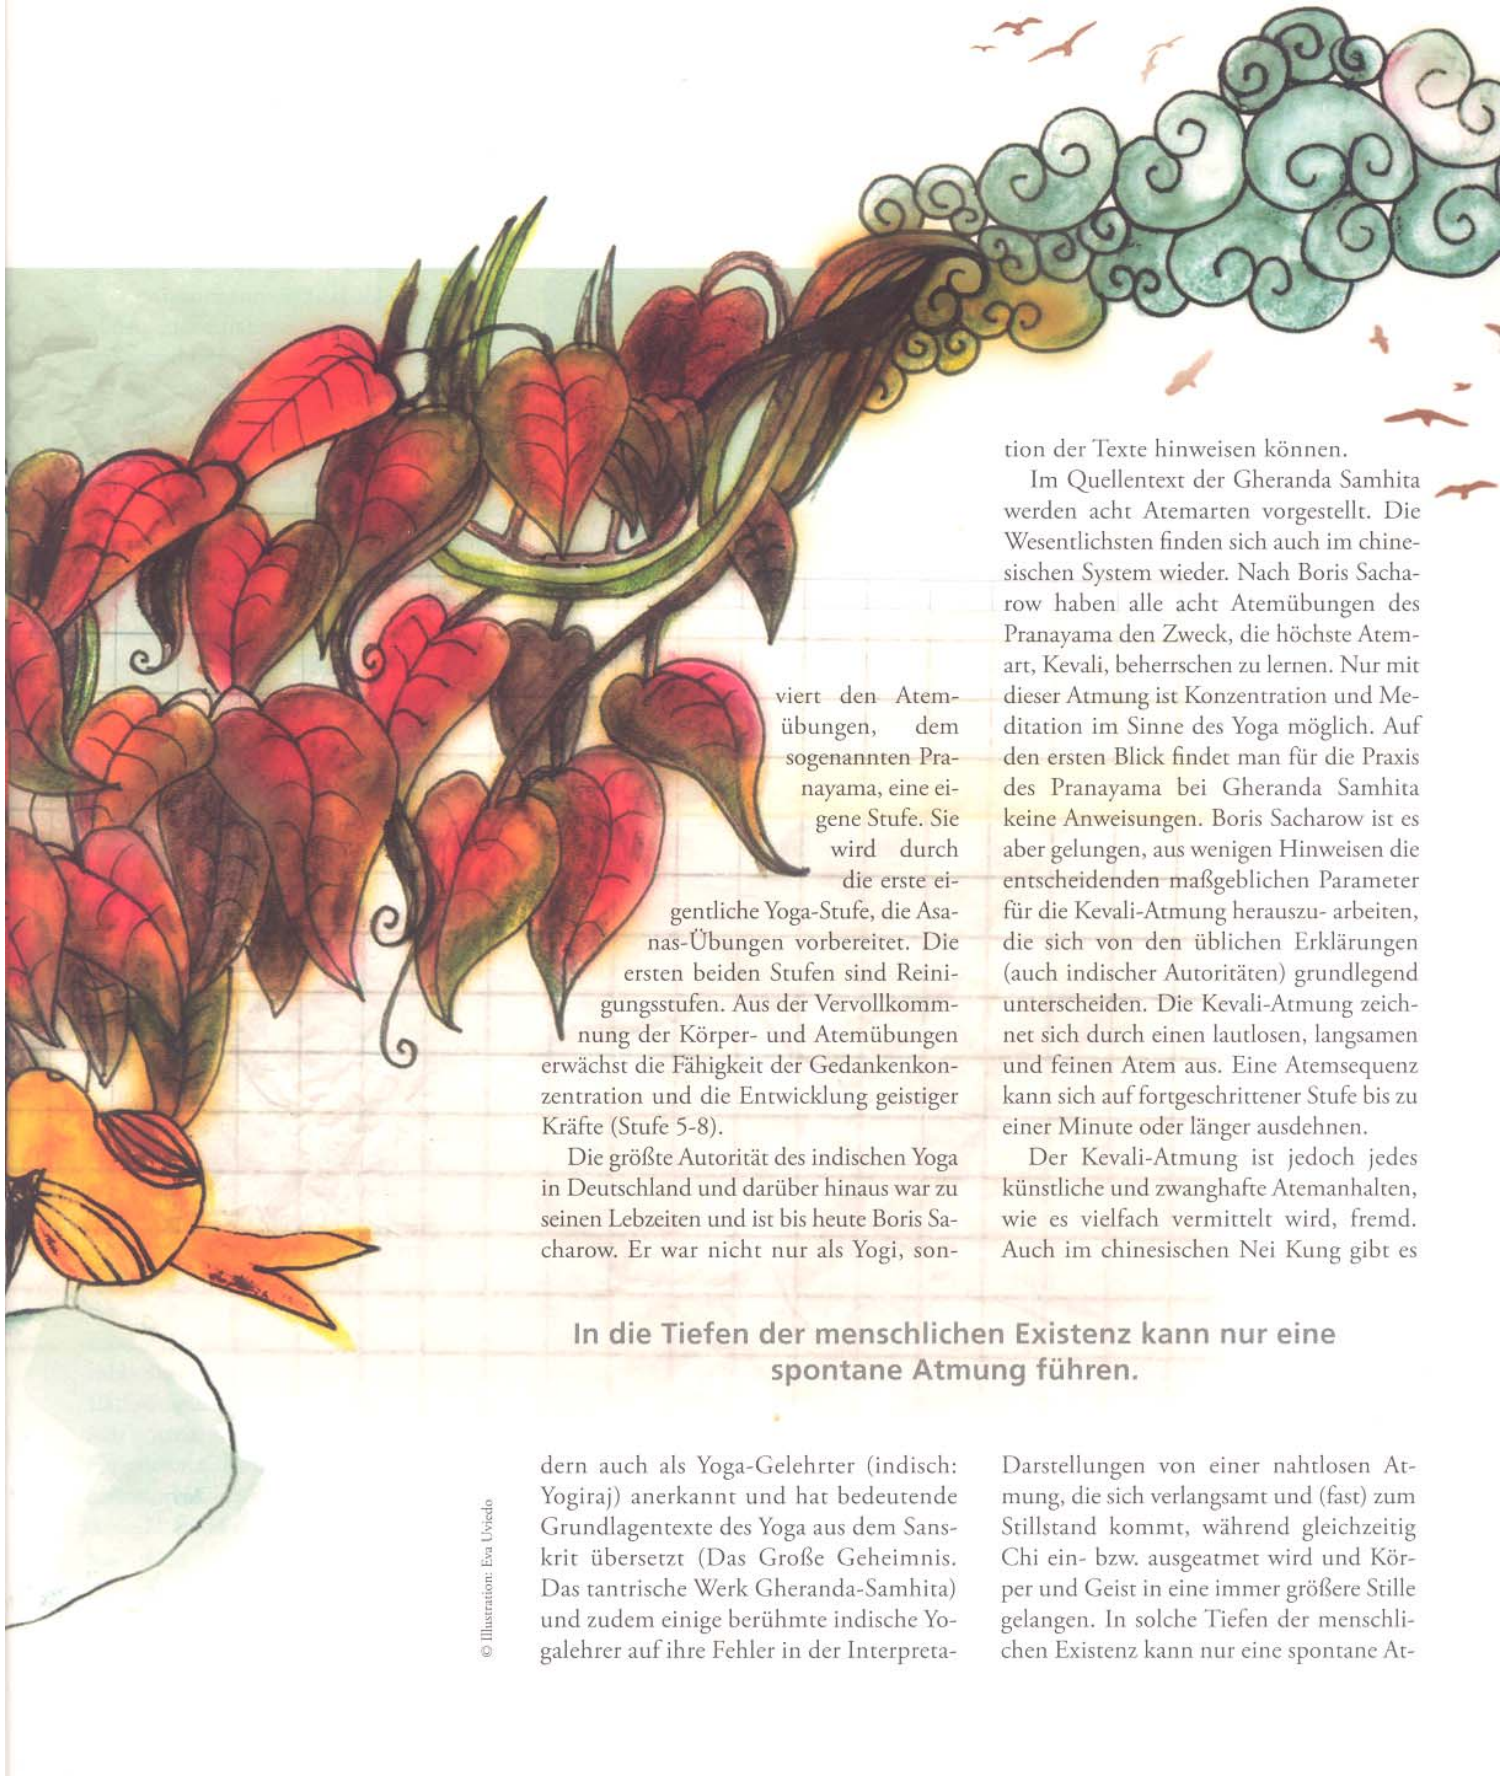 viert den Atem-
übungen, dem
sogenannten Pra-
nayama, eine ei-
gene Stufe. Sie
wird durch
die erste ei-
gentliche Yoga-Stufe, die Asa-
nas-Übungen vorbereitet. Die
ersten beiden Stufen sind Reini-
gungsstufen. Aus der Vervollkomm-
nung der Körper- und Atemübungen
erwächst die Fähigkeit der Gedankenkon-
zentration und die Entwicklung geistiger
Kräfte (Stufe 5-8).
Die größte Autorität des indischen Yoga
in Deutschland und darüber hinaus war zu
seinen Lebzeiten und ist bis heute Boris Sa-
charow. Er war nicht nur als Yogi, son-
dern auch als Yoga-Gelehrter (indisch:
Yogiraj) anerkannt und hat bedeutende
Grundlagentexte des Yoga aus dem Sans-
krit übersetzt (Das Große Geheimnis.
Das tantrische Werk Gheranda-Samhita)
und zudem einige berühmte indische Yo-
galehrer auf ihre Fehler in der Interpreta-
tion der Texte hinweisen können.
Im Quellentext der Gheranda Samhita
werden acht Atemarten vorgestellt. Die
Wesentlichsten finden sich auch im chine-
sischen System wieder. Nach Boris Sacha-
row haben alle acht Atemübungen des
Pranayama den Zweck, die höchste Atem-
art, Kevali, beherrschen zu lernen. Nur mit
dieser Atmung ist Konzentration und Me-
ditation im Sinne des Yoga möglich. Auf
den ersten Blick findet man für die Praxis
des Pranayama bei Gheranda Samhita
keine Anweisungen. Boris Sacharow ist es
aber gelungen, aus wenigen Hinweisen die
entscheidenden maßgeblichen Parameter
für die Kevali-Atmung herauszu- arbeiten,
die sich von den üblichen Erklärungen
(auch indischer Autoritäten) grundlegend
unterscheiden. Die Kevali-Atmung zeich-
net sich durch einen lautlosen, langsamen
und feinen Atem aus. Eine Atemsequenz
kann sich auf fortgeschrittener Stufe bis zu
einer Minute oder länger ausdehnen.
Der Kevali-Atmung ist jedoch jedes
künstliche und zwanghafte Atemanhalten,
wie es vielfach vermittelt wird, fremd.
Auch im chinesischen Nei Kung gibt es
Darstellungen von einer nahtlosen At-
mung, die sich verlangsamt und (fast) zum
Stillstand kommt, während gleichzeitig
Chi ein- bzw. ausgeatmet wird und Kör-
per und Geist in eine immer größere Stille
gelangen. In solche Tiefen der menschli-
chen Existenz kann nur eine spontane At-
In die Tiefen der menschlichen Existenz kann nur eine
spontane Atmung führen.
© Illustration: Eva Uviedo